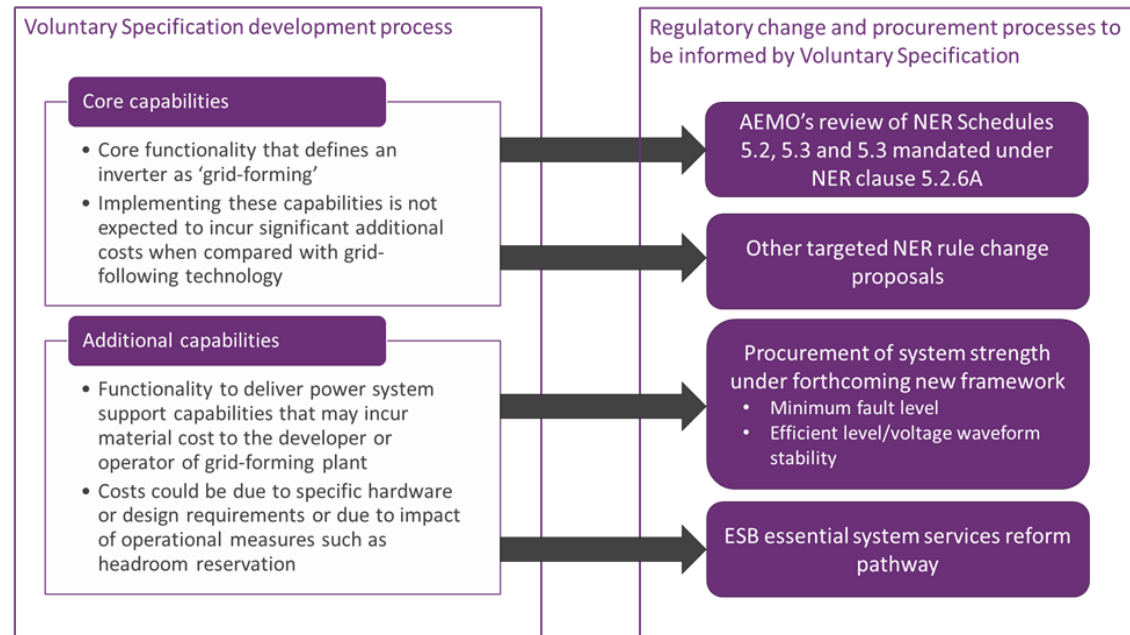 Voluntary Specification development process
Core capabilities
• Core functionality that defines an
inverter as ‘grid-forming’
• Implementing these capabilities is not
expected to incur significant additional
costs when compared with grid-
following technology
Additional capabilities
• Functionality to deliver power system
support capabilities that may incur
material cost to the developer or
operator of grid-forming plant
• Costs could be due to specific hardware
or design requirements or due to impact
of operational measures such as
headroom reservation
Regulatory change and procurement processes to
be informed by Voluntary Specification
AEMO’s review of NER Schedules
5.2, 5.3 and 5.3 mandated under
NER clause 5.2.6A
Other targeted NER rule change
proposals
Procurement of system strength
under forthcoming new framework
• Minimum fault level
• Efficient level/voltage waveform
stability
ESB essential system services reform
pathway